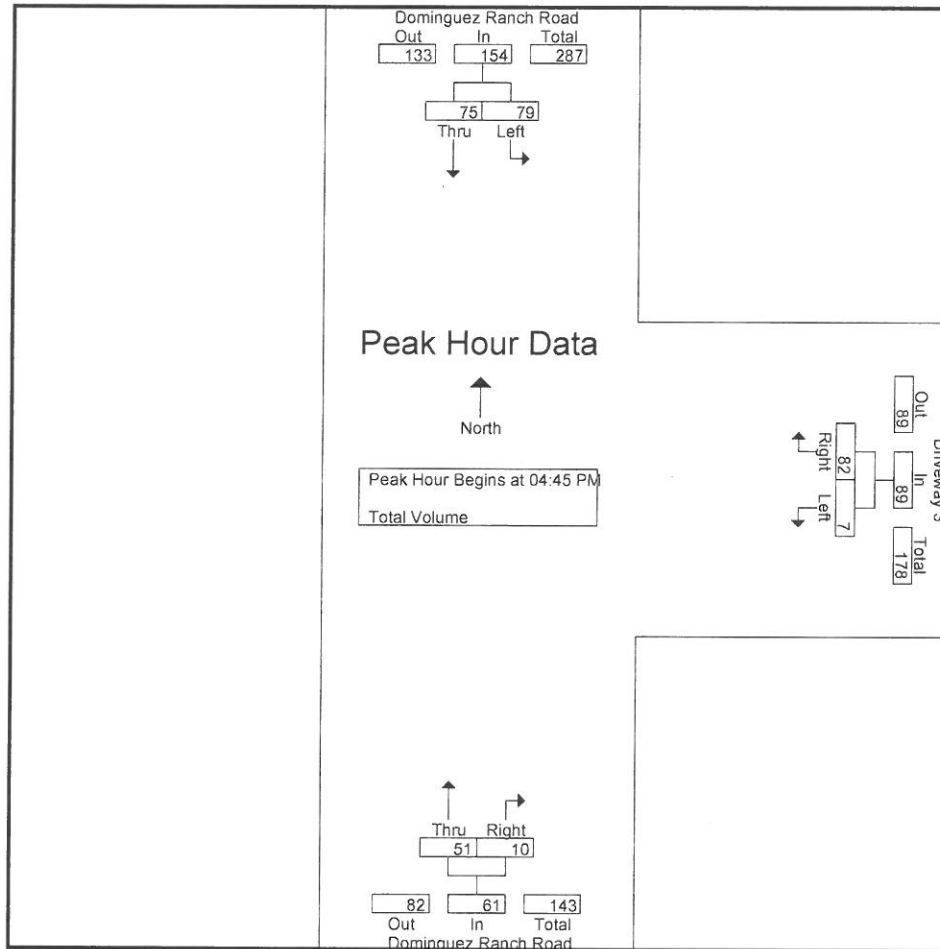 Dominguez Ranch Road
Out In Total
133 154 287
75 79
Thru Left
Peak Hour Data
North
Peak Hour Begins at 04:45 PM
Total Volume
Out In Total
89 89 178
82 7
Right Left
Thru Right
51 10
82 61 143
Out In Total
Dominguez Ranch Road